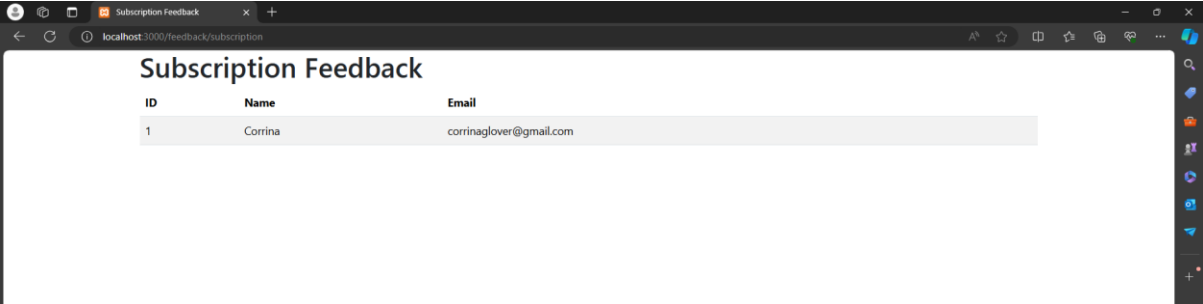 Subscription Feedback
localhost:3000/feedback/subscription
Subscription Feedback
ID Name Email
1 Corrina corrinaglover@gmail.com